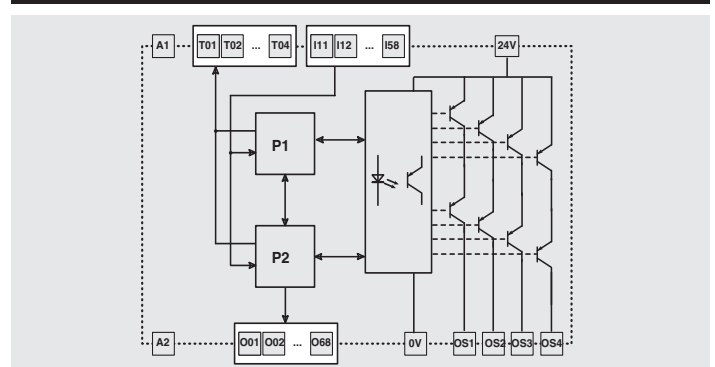 A1 T01 T02 ... T04 I11 I12 ... I58 24V
P1
P2
A2 O01 O02 ... O68 0V OS1 OS2 OS3 OS4